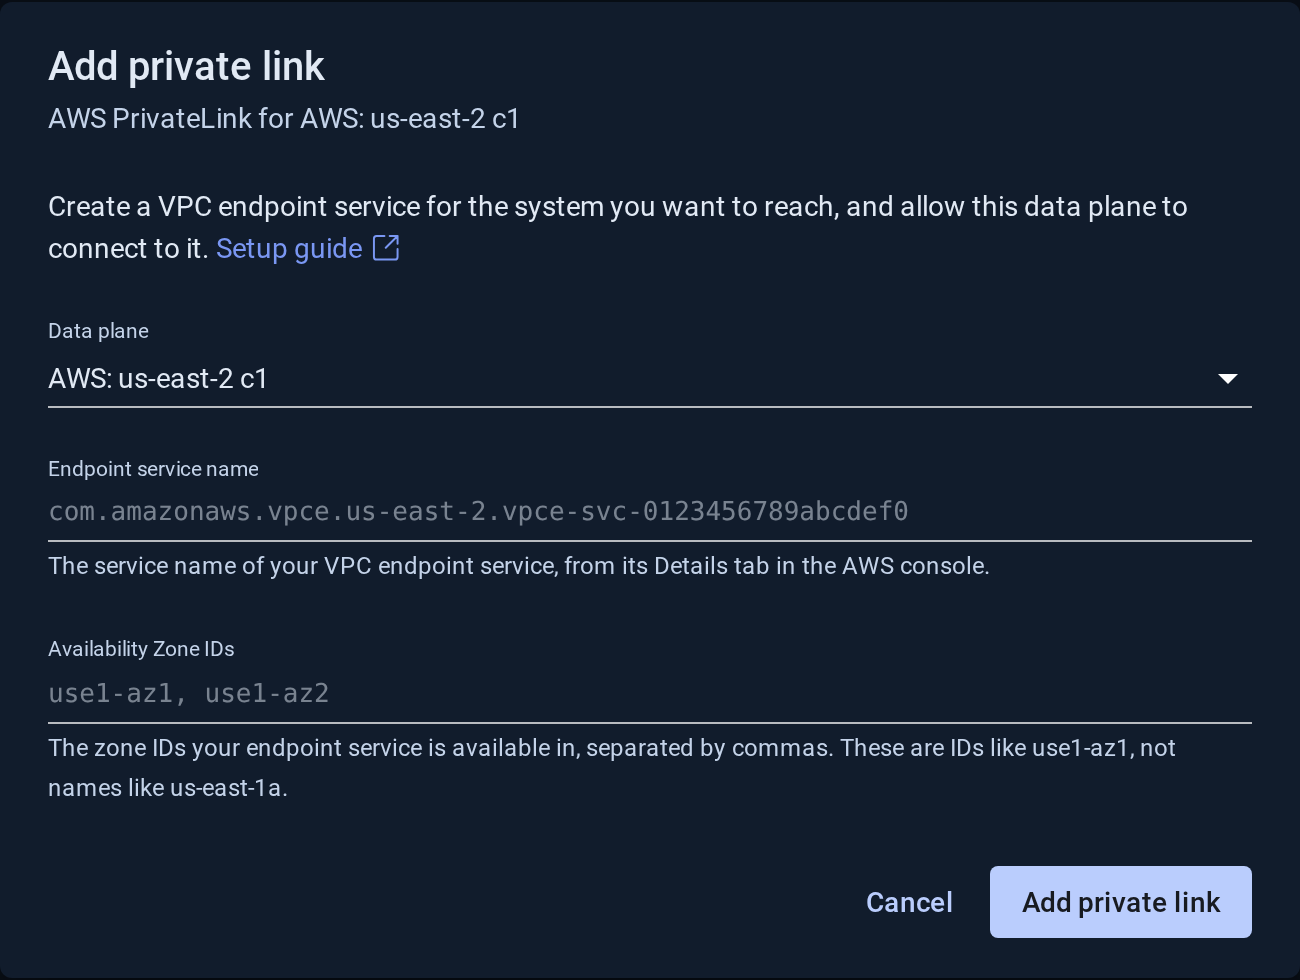 Add private link
AWS PrivateLink for AWS: us-east-2 c1
Create a VPC endpoint service for the system you want to reach, and allow this data plane to
connect to it. Setup guide
Data plane
AWS: us-east-2 c1
Endpoint service name
com.amazonaws.vpce.us-east-2.vpce-svc-0123456789abcdef0
The service name of your VPC endpoint service, from its Details tab in the AWS console.
Availability Zone IDs
use1-az1, use1-az2
The zone IDs your endpoint service is available in, separated by commas. These are IDs like use1-az1, not
names like us-east-1a.
Cancel
Add private link